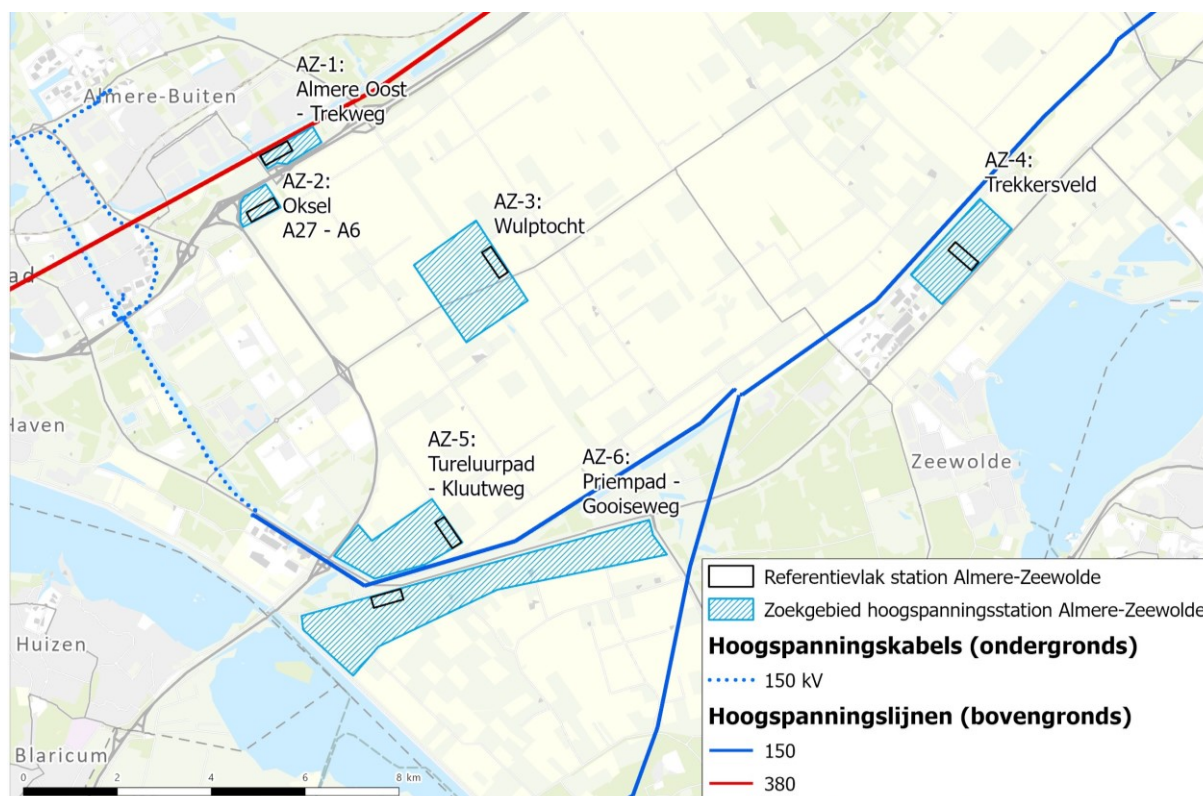 AZ-1:
Almere Oost
- Trekweg
Almere-Buiten
AZ-2:
Oksel
A27 - A6
AZ-3:
Wulptocht
AZ-4:
Trekkersveld
ad
Haven
AZ-5:
Tureluurpad
- Kluutweg
AZ-6:
Priempad -
Gooiseweg
Zeewolde
Huizen
Blaricum
0 2 4 6 8 km
Referentievlak station Almere-Zeewolde
Zoekgebied hoogspanningsstation Almere-Zeewolde
Hoogspanningskabels (ondergronds)
150 kV
Hoogspanningslijnen (bovengronds)
150
380